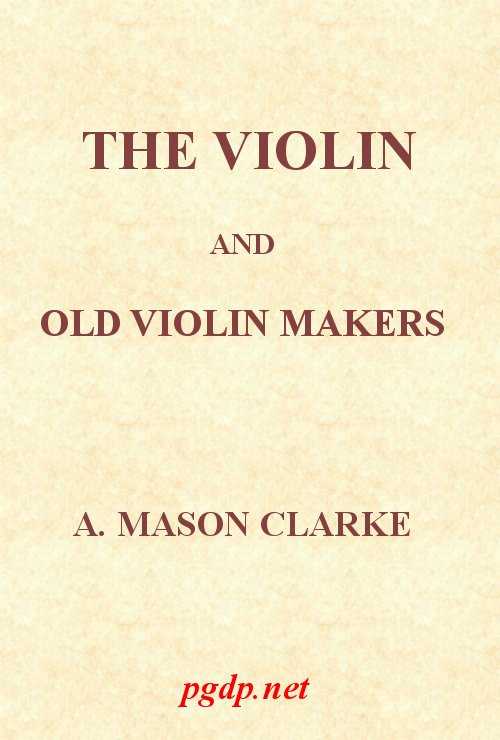 THE VIOLIN
AND
OLD VIOLIN MAKERS
A. MASON CLARKE
pgdp.net